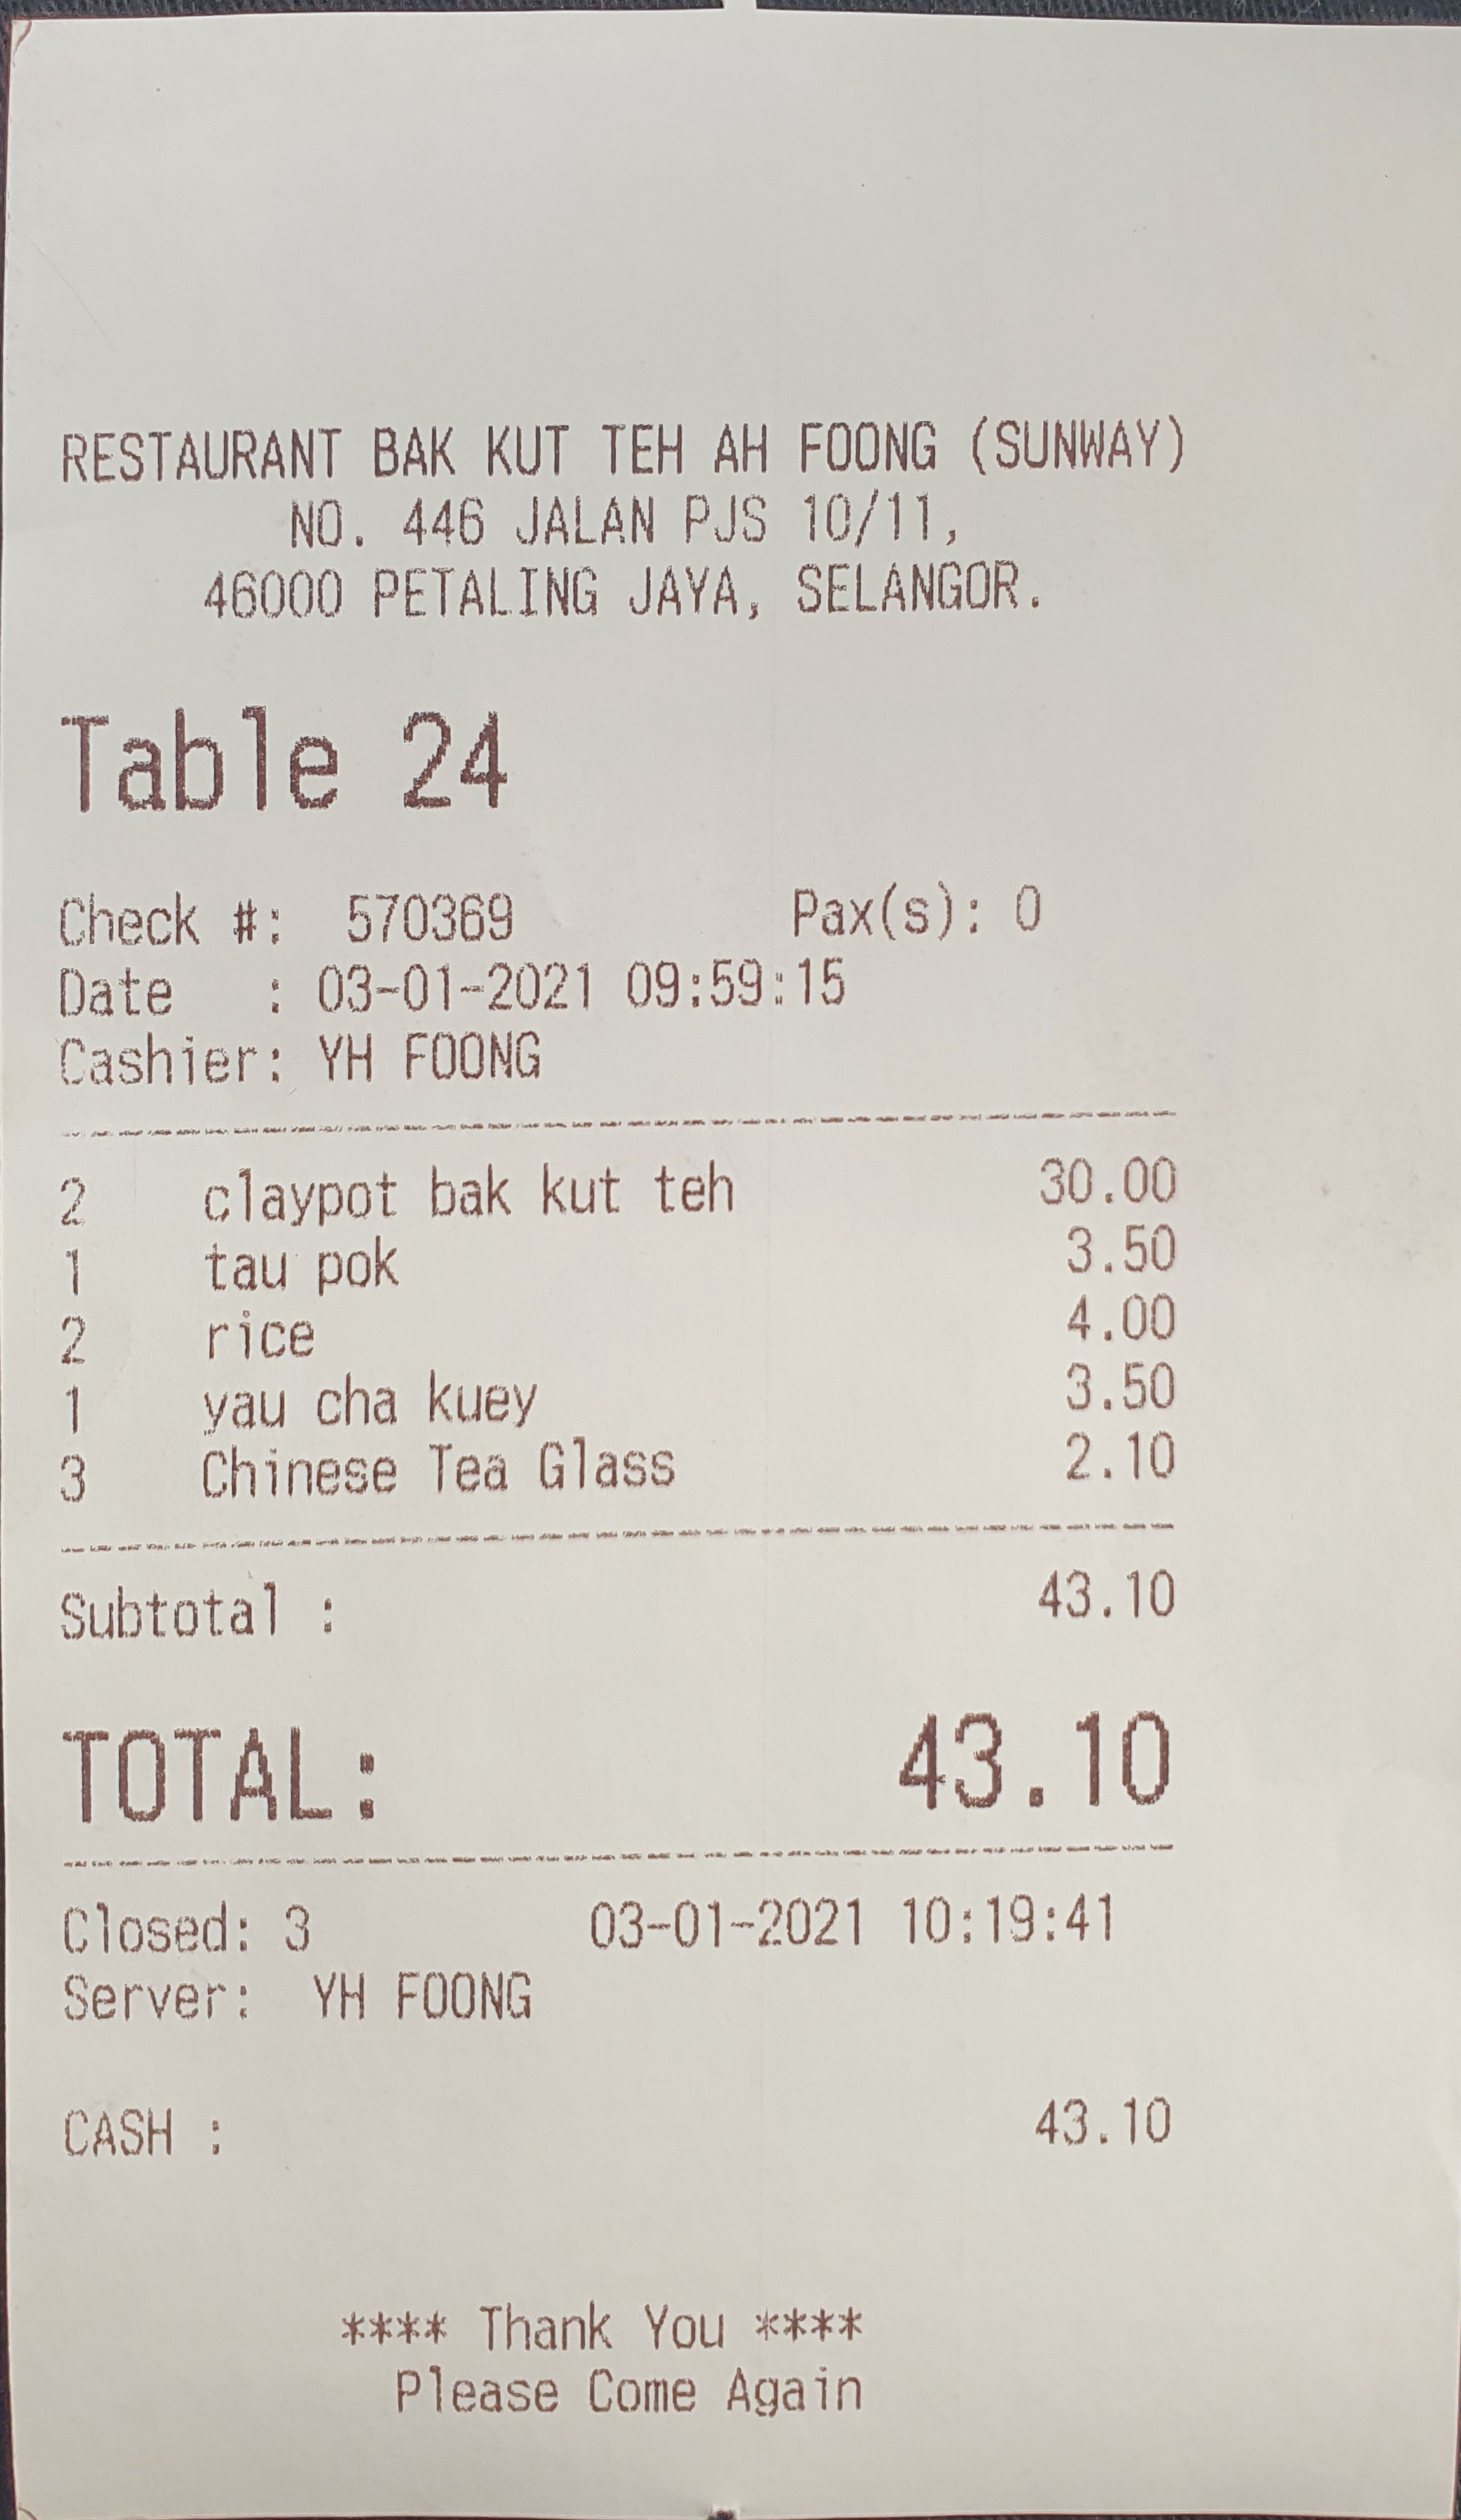 RESTAURANT BAK KUT TEH AH FOONG (SUNWAY)
NO. 446 JALAN PJS 10/11,
46000 PETALING JAYA, SELANGOR.
Table 24
Check #: 570369 Pax(s): 0
Date : 03-01-2021 09:59:15
Cashier: YH FOONG
2 claypot bak kut teh 30.00
1 tau pok 3.50
2 rice 4.00
1 yau cha kuey 3.50
3 Chinese Tea Glass 2.10
Subtotal : 43.10
TOTAL: 43.10
Closed: 3 03-01-2021 10:19:41
Server: YH FOONG
CASH : 43.10
**** Thank You ****
Please Come Again